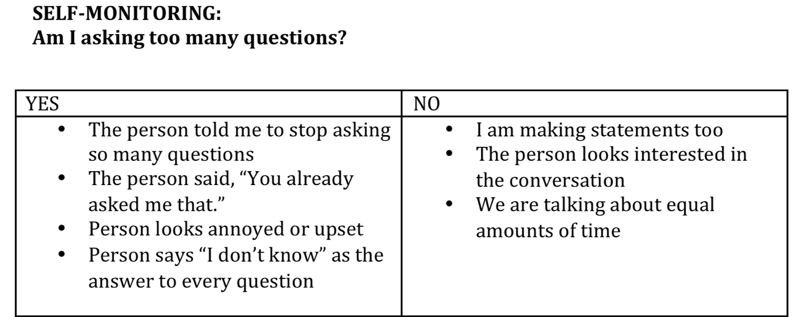 SELF-MONITORING:
Am I asking too many questions?
YES
• The person told me to stop asking
so many questions
• The person said, “You already
asked me that.”
• Person looks annoyed or upset
• Person says “I don’t know” as the
answer to every question
NO
• I am making statements too
• The person looks interested in
the conversation
• We are talking about equal
amounts of time